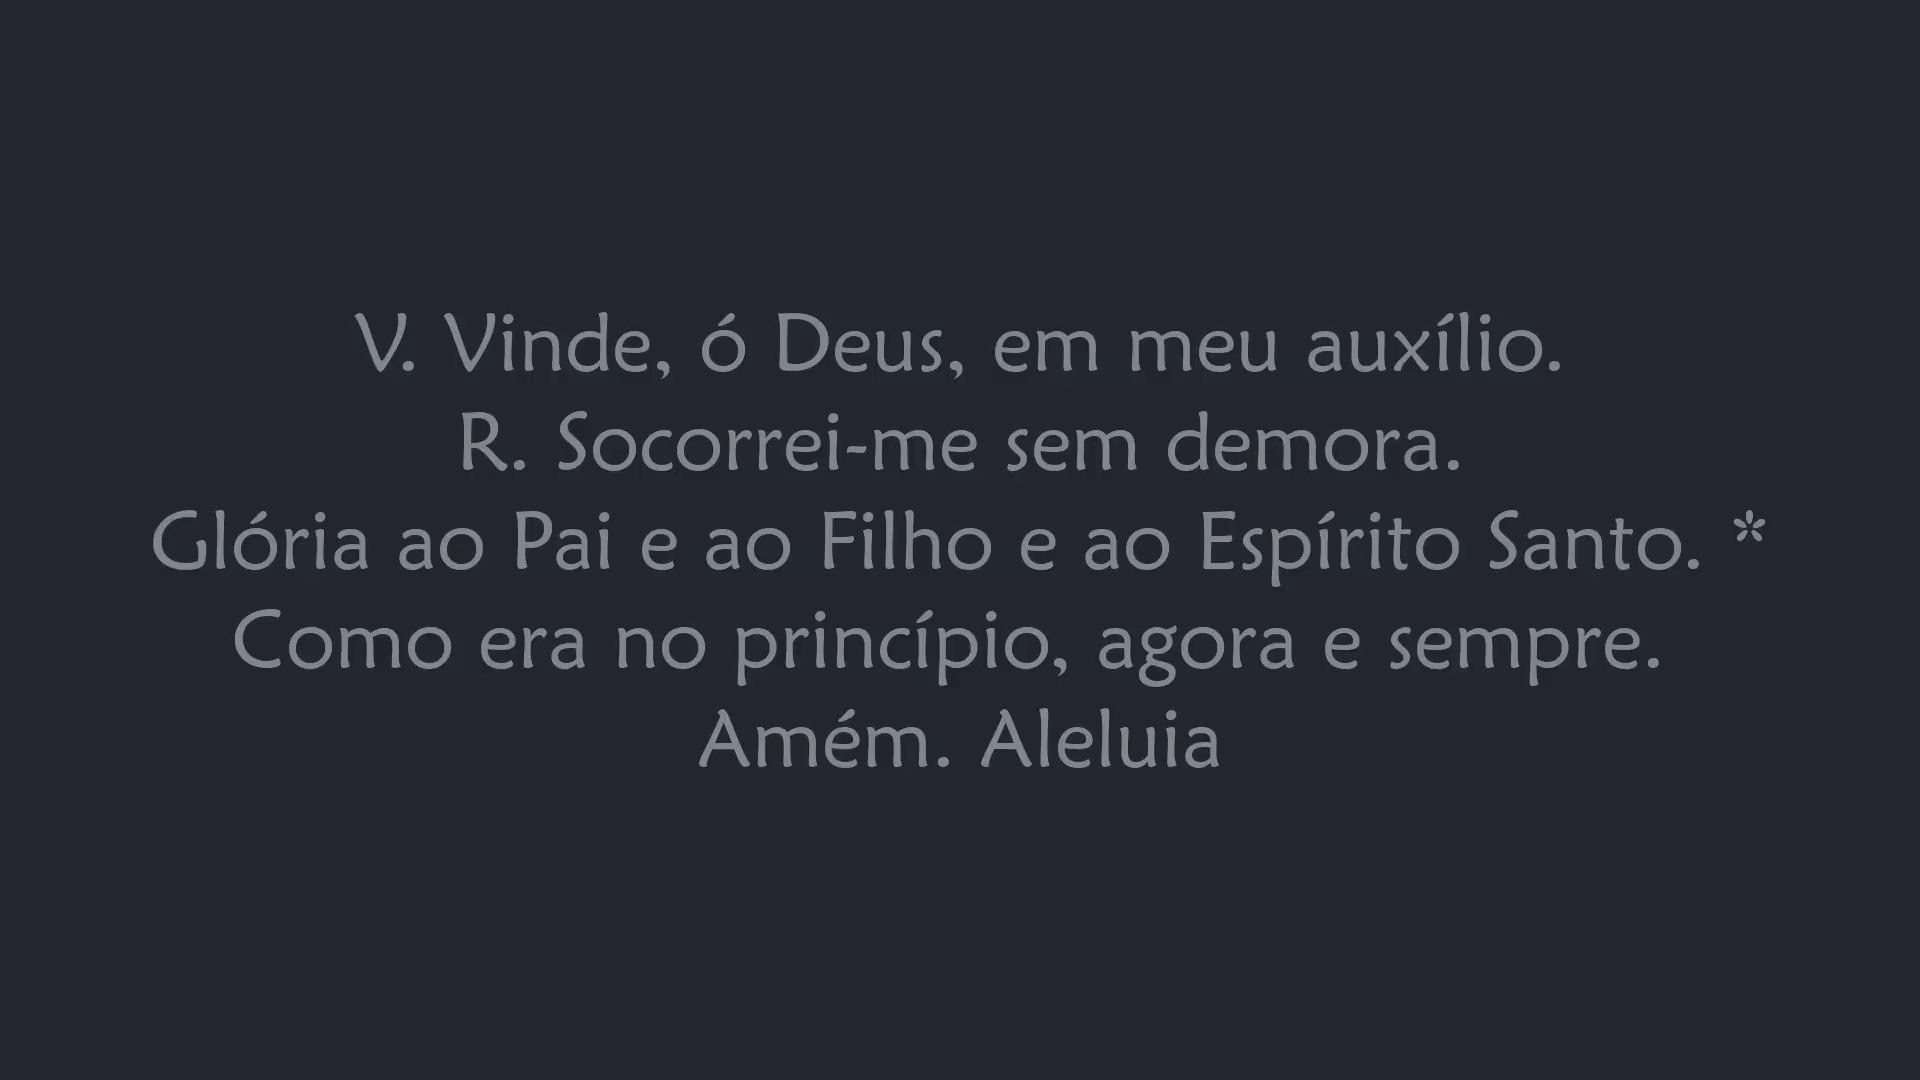 V. Vinde, ó Deus, em meu auxílio.
R. Socorrei-me sem demora.
Glória ao Pai e ao Filho e ao Espírito Santo. *
Como era no princípio, agora e sempre.
Amém. Aleluia